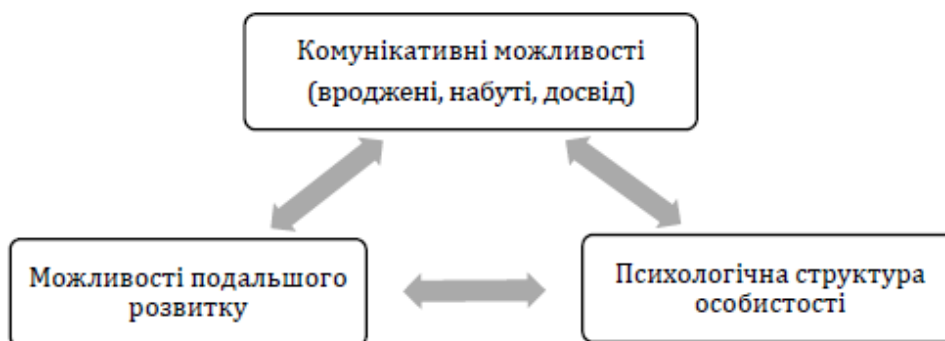 Комунікативні можливості
(вроджені, набуті, досвід)
Можливості подальшого
розвитку
Психологічна структура
особистості